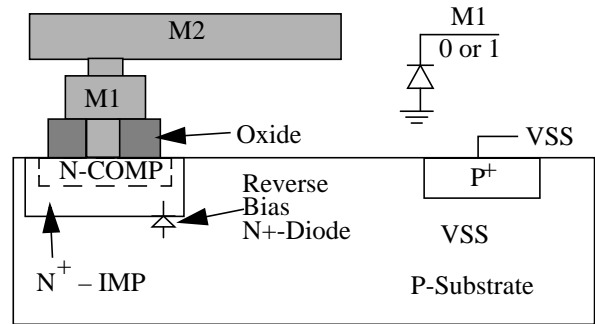 M2
M1
0 or 1
M1
Oxide
VSS
N-COMP
P+
Reverse
Bias
N+-Diode
VSS
N+ – IMP
P-Substrate